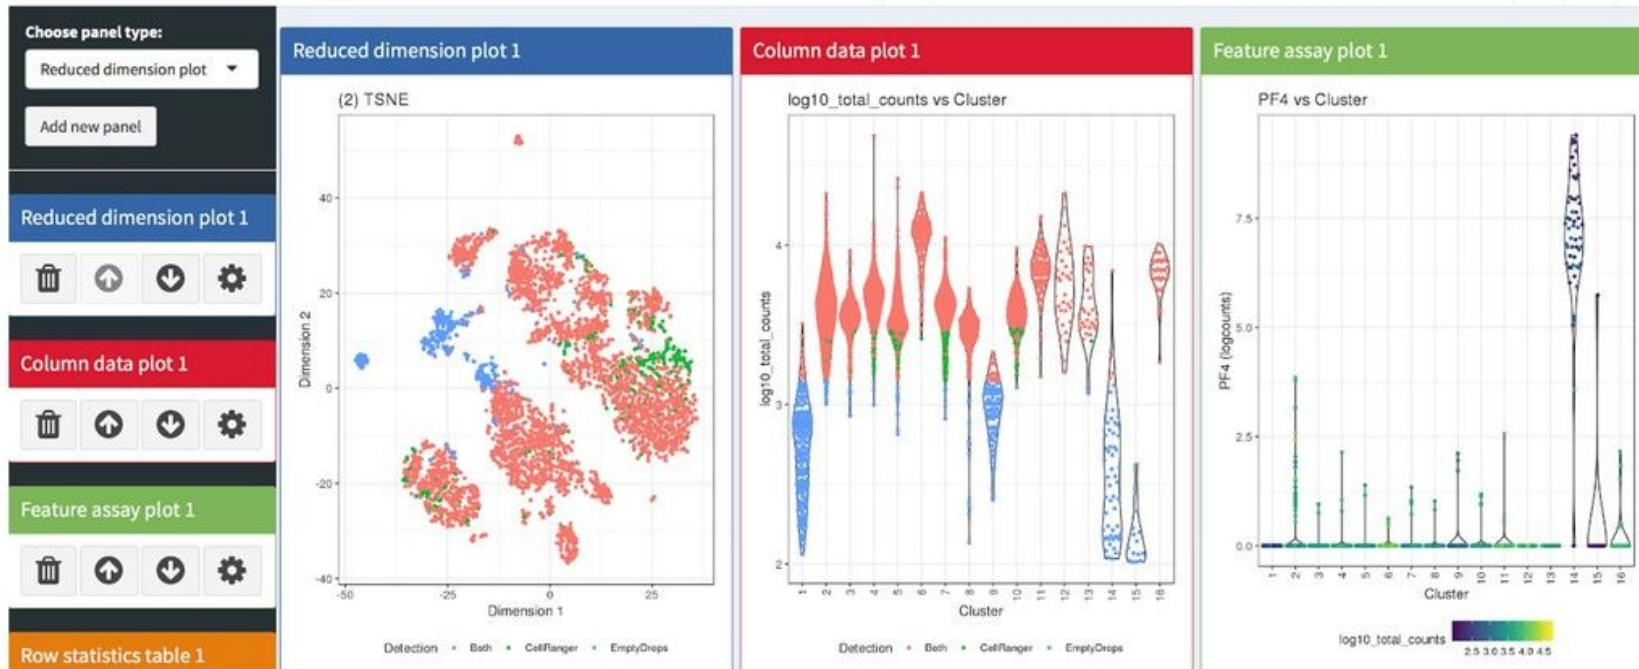 Choose panel type:
Reduced dimension plot
Add new panel
Reduced dimension plot 1
Column data plot 1
Feature assay plot 1
Row statistics table 1
Reduced dimension plot 1
(2) TSNE
Dimension 2
40
20
0
-20
-40
-50
-25
0
25
Dimension 1
Detection Both CellRanger EmptyDrops
Column data plot 1
log10_total_counts vs Cluster
log10_total_counts
4
3
2
1 2 3 4 5 6 7 8 9 10 11 12 13 14 15 16
Cluster
Detection Both CellRanger EmptyDrops
Feature assay plot 1
PF4 vs Cluster
PF4 (logcounts)
7.5
5.0
2.5
0.0
1 2 3 4 5 6 7 8 9 10 11 12 13 14 15 16
Cluster
log10_total_counts
2.5 3.0 3.5 4.0 4.5